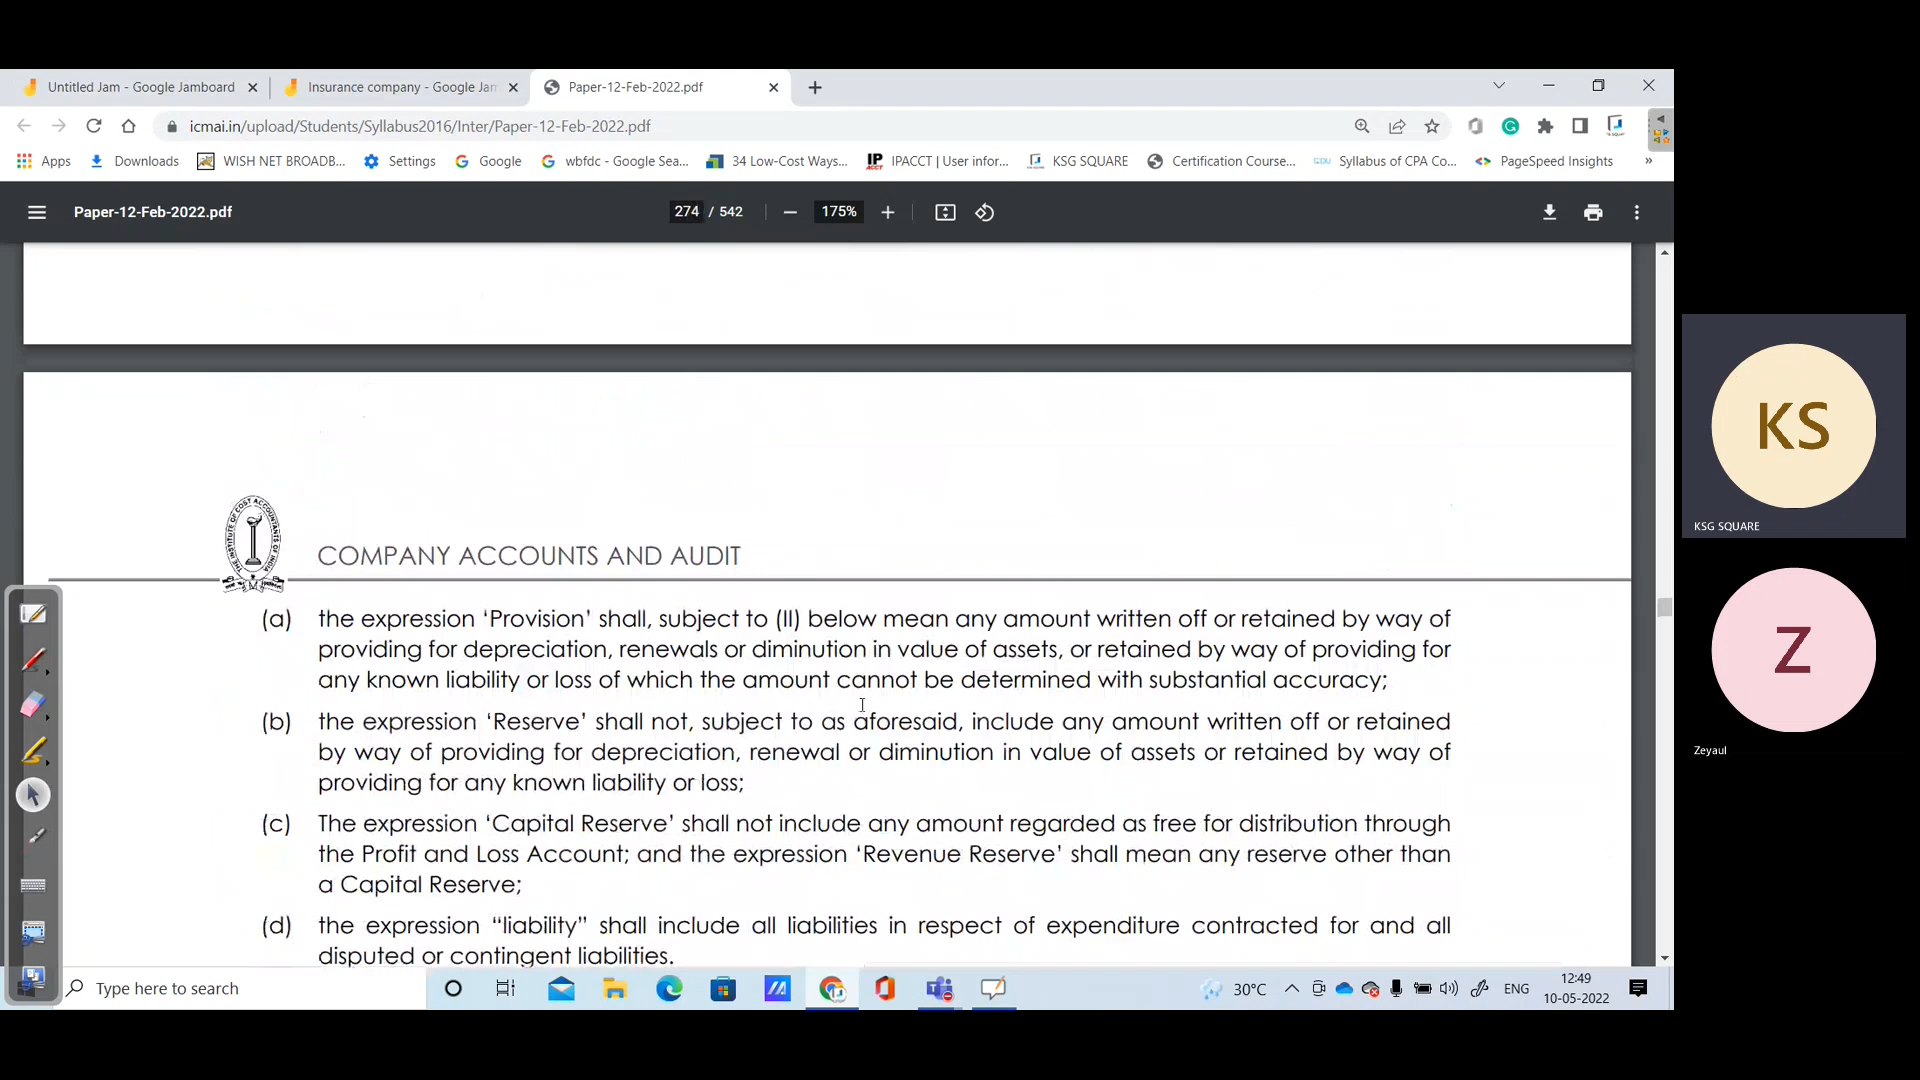 Untitled Jam - Google Jamboard
Insurance company - Google Jam
Paper-12-Feb-2022.pdf
icmai.in/upload/Students/Syllabus2016/Inter/Paper-12-Feb-2022.pdf
Apps
Downloads
WISH NET BROADB...
Settings
Google
wbfdc - Google Sea...
34 Low-Cost Ways...
IPACCT | User infor...
KSG SQUARE
Certification Course...
Syllabus of CPA Co...
PageSpeed Insights
»
Paper-12-Feb-2022.pdf
274 / 542
175%
THE INSTITUTE OF COST ACCOUNTANTS OF INDIA
COMPANY ACCOUNTS AND AUDIT
(a) the expression ‘Provision’ shall, subject to (II) below mean any amount written off or retained by way of
providing for depreciation, renewals or diminution in value of assets, or retained by way of providing for
any known liability or loss of which the amount cannot be determined with substantial accuracy;
(b) the expression ‘Reserve’ shall not, subject to as aforesaid, include any amount written off or retained
by way of providing for depreciation, renewal or diminution in value of assets or retained by way of
providing for any known liability or loss;
(c) The expression ‘Capital Reserve’ shall not include any amount regarded as free for distribution through
the Profit and Loss Account; and the expression ‘Revenue Reserve’ shall mean any reserve other than
a Capital Reserve;
(d) the expression “liability” shall include all liabilities in respect of expenditure contracted for and all
disputed or contingent liabilities.
KS
KSG SQUARE
Z
Zeyaul
Type here to search
30°C
ENG
12:49
10-05-2022